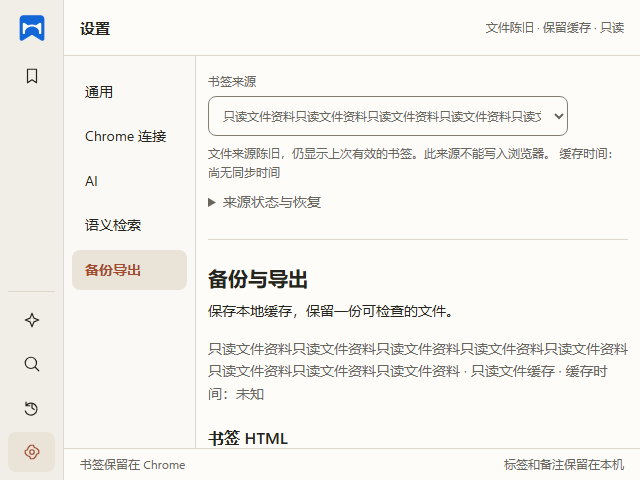 设置
文件陈旧 · 保留缓存 · 只读
通用
Chrome 连接
AI
语义检索
备份导出
书签来源
只读文件资料只读文件资料只读文件资料只读文件资料只读文
文件来源陈旧，仍显示上次有效的书签。此来源不能写入浏览器。 缓存时间：
尚无同步时间
来源状态与恢复
备份与导出
保存本地缓存，保留一份可检查的文件。
只读文件资料只读文件资料只读文件资料只读文件资料只读文件资料
只读文件资料只读文件资料只读文件资料 · 只读文件缓存 · 缓存时
间：未知
书签 HTML
书签保留在 Chrome
标签和备注保留在本机